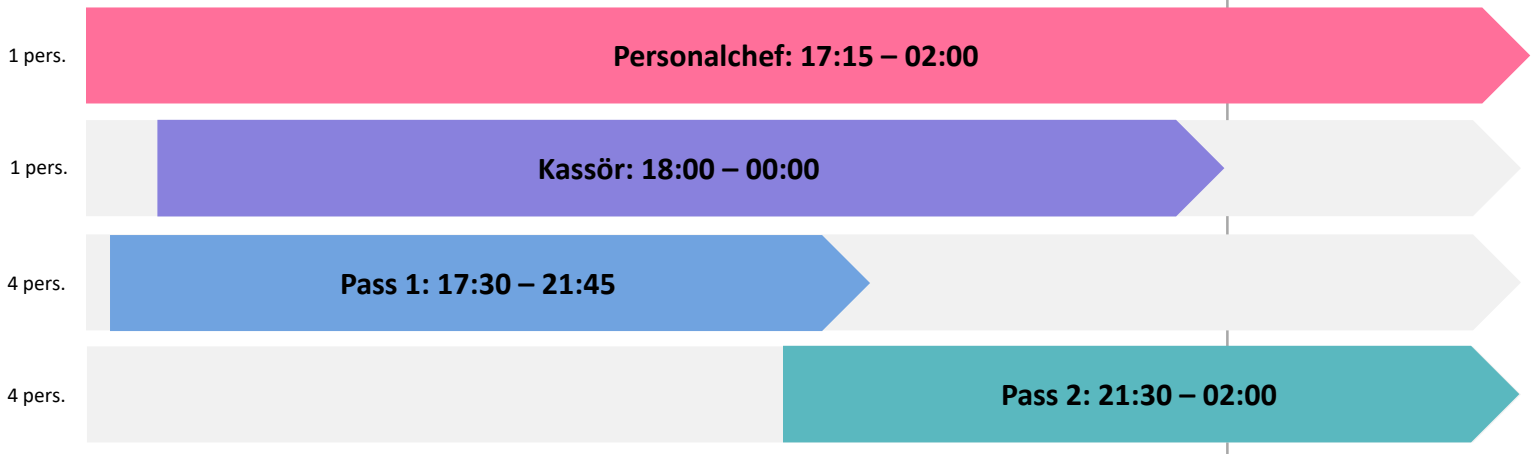 1 pers.
Personalchef: 17:15 – 02:00
1 pers.
Kassör: 18:00 – 00:00
4 pers.
Pass 1: 17:30 – 21:45
4 pers.
Pass 2: 21:30 – 02:00